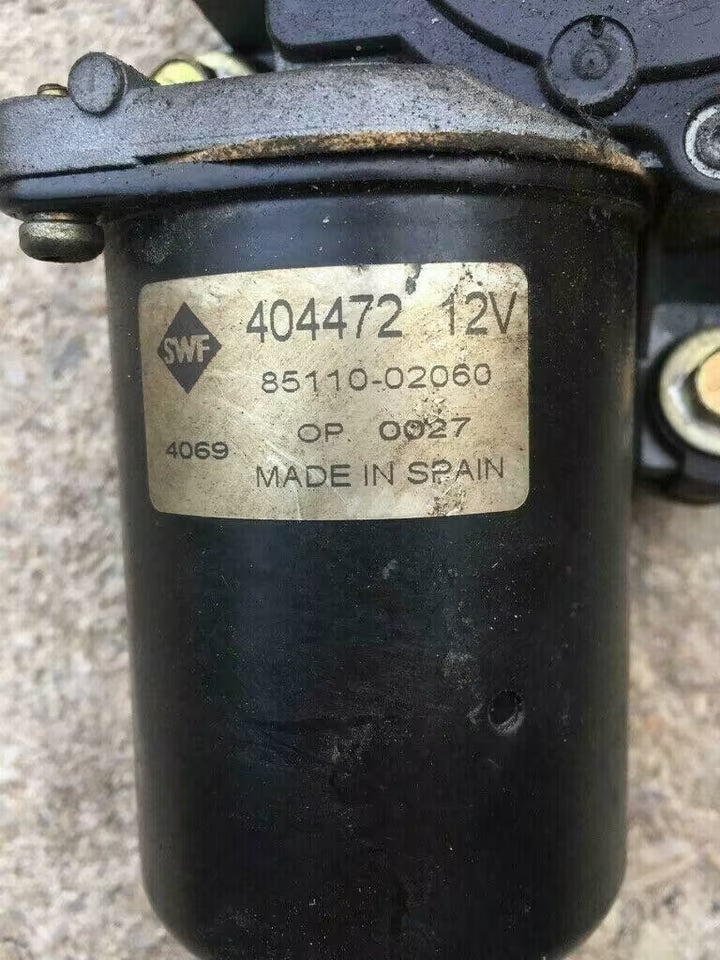 SWF
404472 12V
85110-02060
4069
OP 0027
MADE IN SPAIN